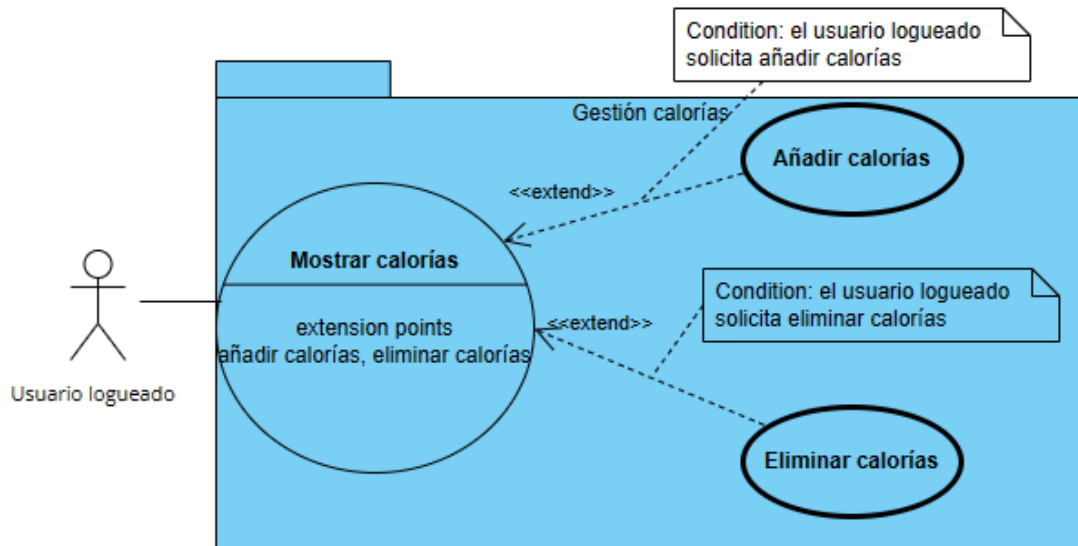 Condition: el usuario logueado
solicita añadir calorías
Gestión calorías
Añadir calorías
<<extend>>
Mostrar calorías
extension points
añadir calorías, eliminar calorías
Condition: el usuario logueado
solicita eliminar calorías
<<extend>>
Usuario logueado
Eliminar calorías